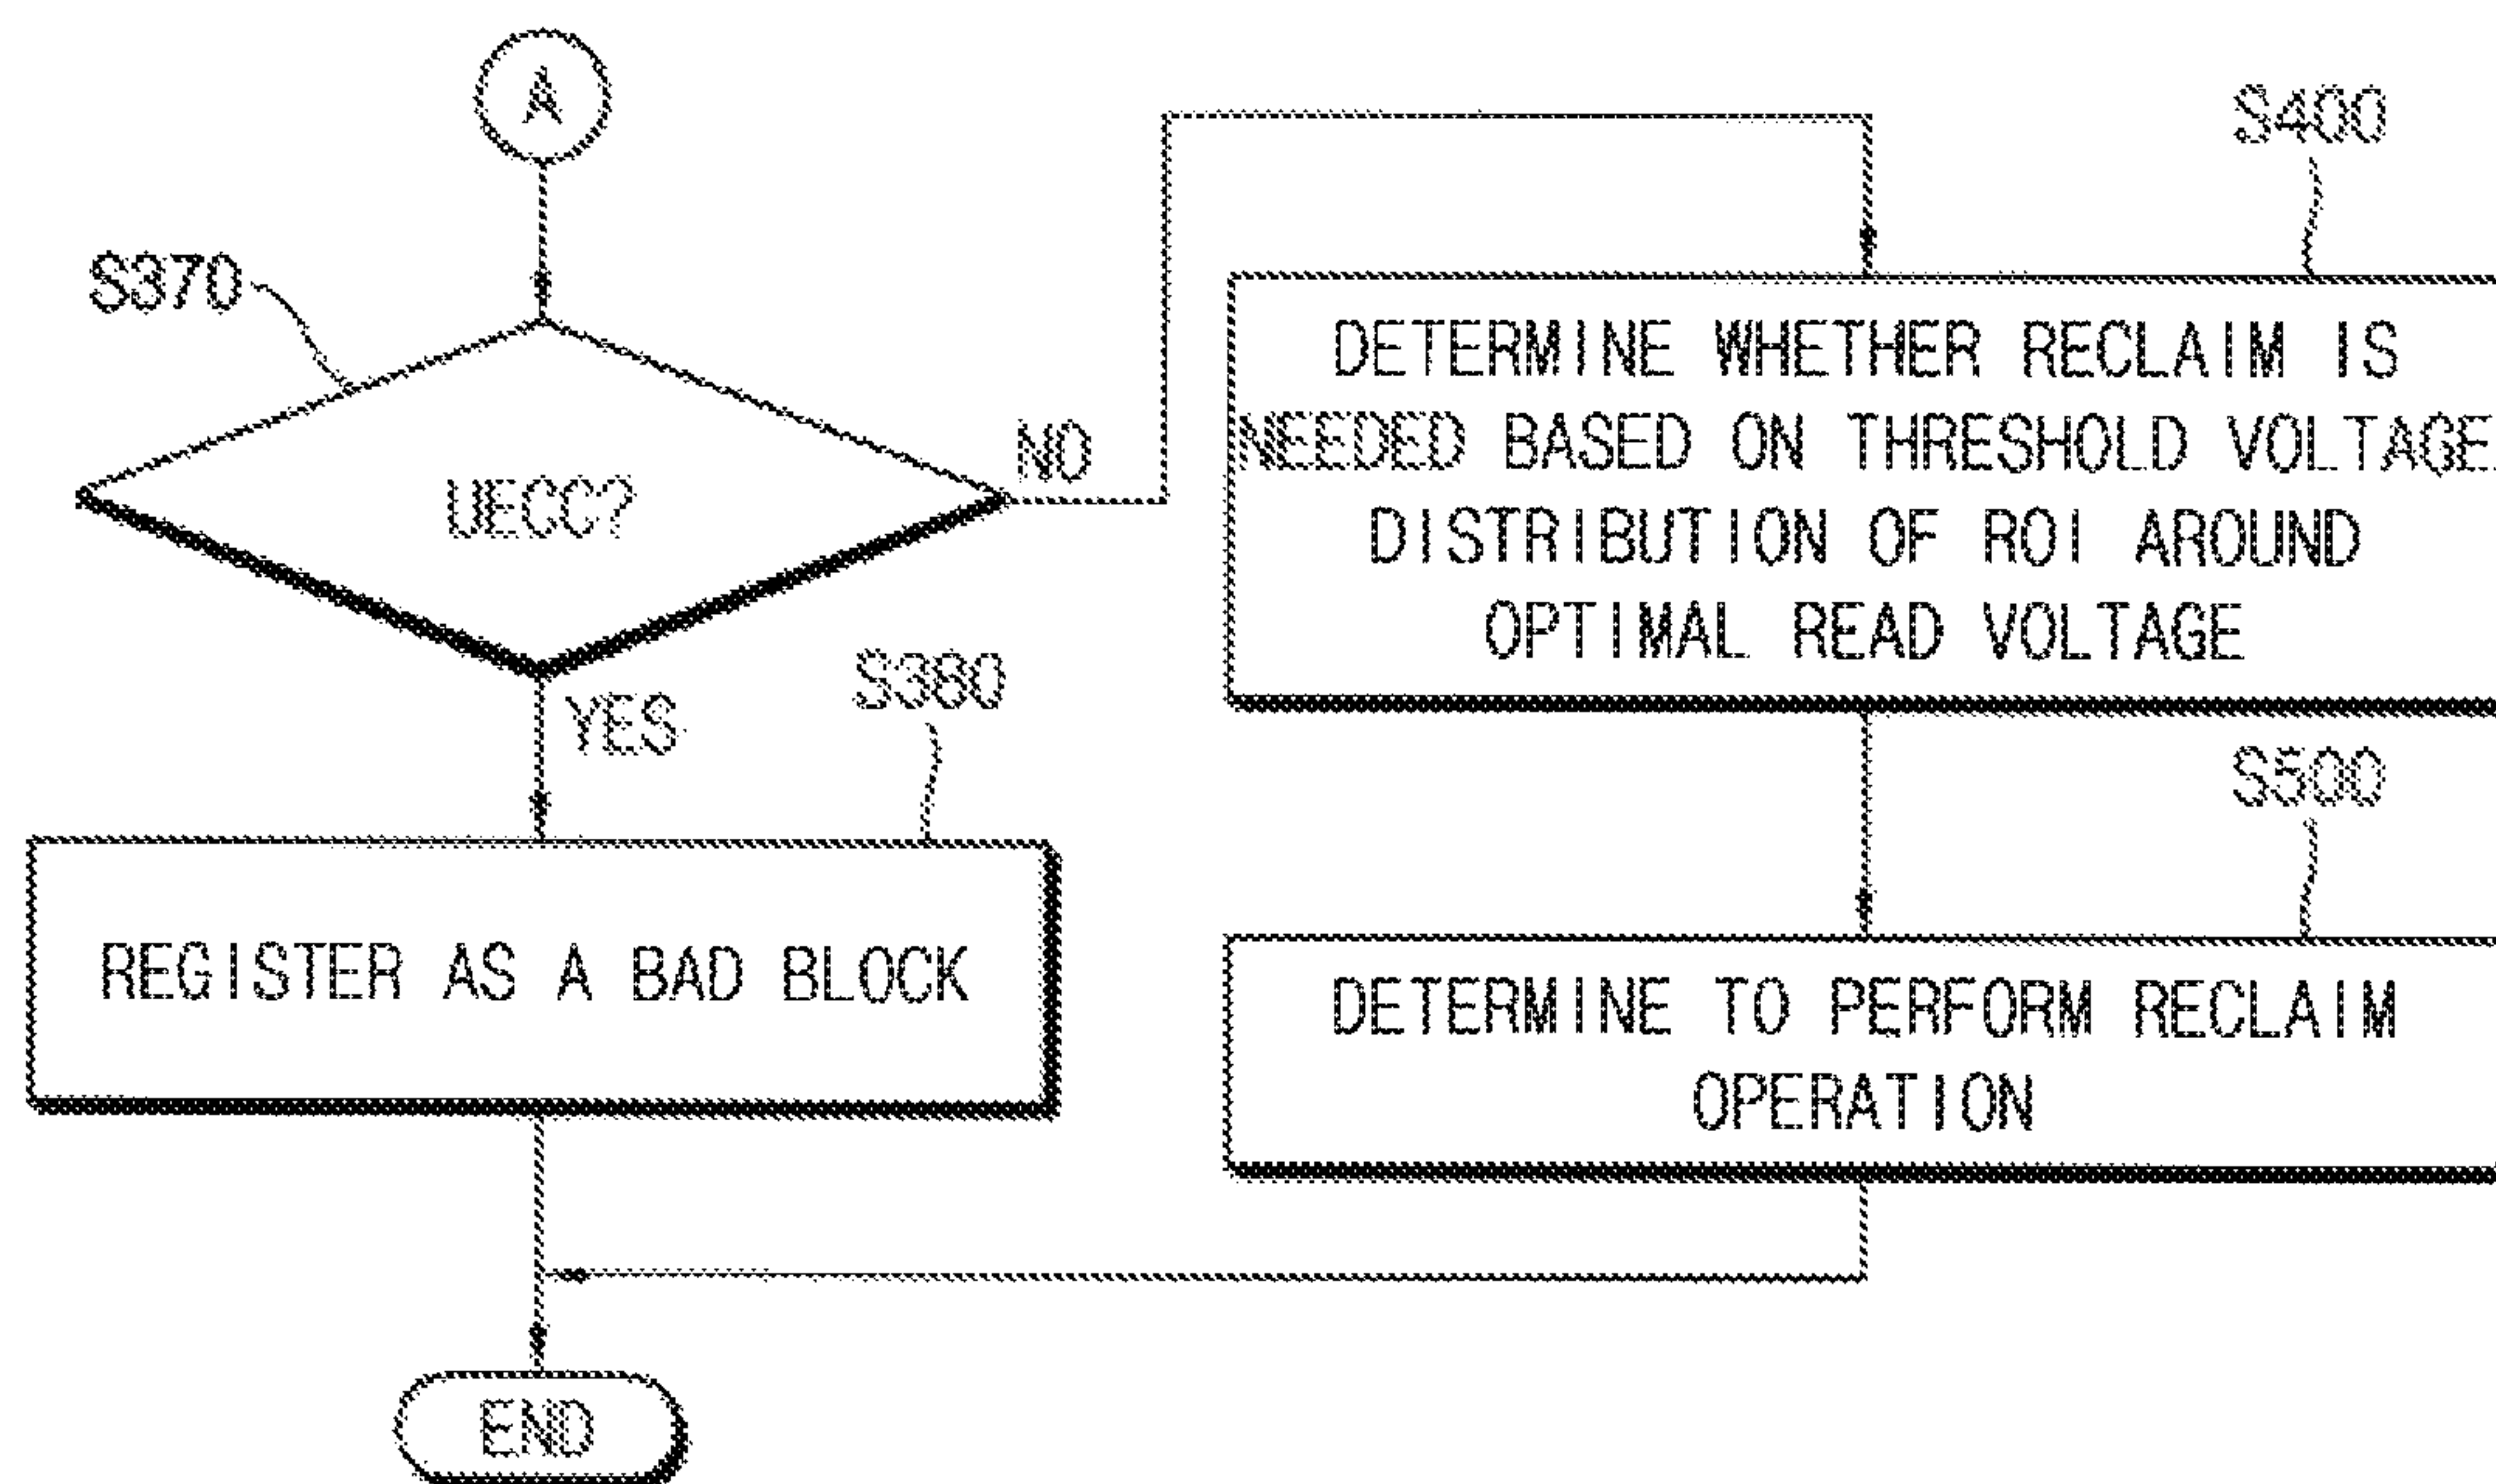 A
S370
UECC?
NO
YES
S380
REGISTER AS A BAD BLOCK
S400
DETERMINE WHETHER RECLAIM IS
NEEDED BASED ON THRESHOLD VOLTAGE
DISTRIBUTION OF ROI AROUND
OPTIMAL READ VOLTAGE
S500
DETERMINE TO PERFORM RECLAIM
OPERATION
END